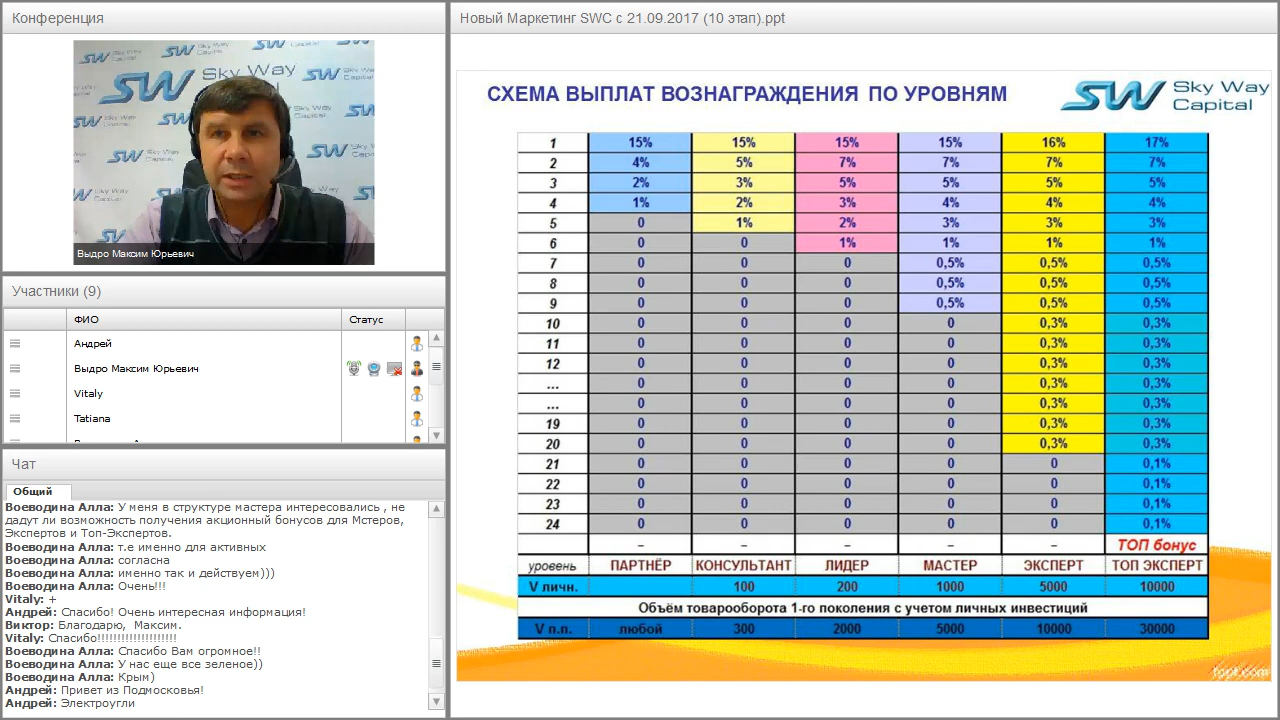 Конференция
SW Sky Way Capital
Выдро Максим Юрьевич
Участники (9)
ФИО Статус
Андрей
Выдро Максим Юрьевич
Vitaly
Tatiana
Чат
Общий
Воеводина Алла: У меня в структуре мастера интересовались , не
дадут ли возможность получения акционный бонусов для Мстеров,
Экспертов и Топ-Экспертов.
Воеводина Алла: т.е именно для активных
Воеводина Алла: согласна
Воеводина Алла: именно так и действуем)))
Воеводина Алла: Очень!!!
Vitaly: +
Андрей: Спасибо! Очень интересная информация!
Виктор: Благодарю, Максим.
Vitaly: Спасибо!!!!!!!!!!!!!!!!!!!!
Воеводина Алла: Спасибо Вам огромное!!
Воеводина Алла: У нас еще все зеленое))
Воеводина Алла: Крым)
Андрей: Привет из Подмосковья!
Андрей: Электроугли
Новый Маркетинг SWC с 21.09.2017 (10 этап).ppt
СХЕМА ВЫПЛАТ ВОЗНАГРАЖДЕНИЯ ПО УРОВНЯМ
SW Sky Way
Capital
1 15% 15% 15% 15% 16% 17%
2 4% 5% 7% 7% 7% 7%
3 2% 3% 5% 5% 5% 5%
4 1% 2% 3% 4% 4% 4%
5 0 1% 2% 3% 3% 3%
6 0 0 1% 1% 1% 1%
7 0 0 0 0,5% 0,5% 0,5%
8 0 0 0 0,5% 0,5% 0,5%
9 0 0 0 0,5% 0,5% 0,5%
10 0 0 0 0 0,3% 0,3%
11 0 0 0 0 0,3% 0,3%
12 0 0 0 0 0,3% 0,3%
... 0 0 0 0 0,3% 0,3%
... 0 0 0 0 0,3% 0,3%
19 0 0 0 0 0,3% 0,3%
20 0 0 0 0 0,3% 0,3%
21 0 0 0 0 0 0,1%
22 0 0 0 0 0 0,1%
23 0 0 0 0 0 0,1%
24 0 0 0 0 0 0,1%
– – – – – ТОП бонус
уровень ПАРТНЁР КОНСУЛЬТАНТ ЛИДЕР МАСТЕР ЭКСПЕРТ ТОП ЭКСПЕРТ
V личн. 100 200 1000 5000 10000
Объём товарооборота 1-го поколения с учетом личных инвестиций
V п.п. любой 300 2000 5000 10000 30000
fppt.com